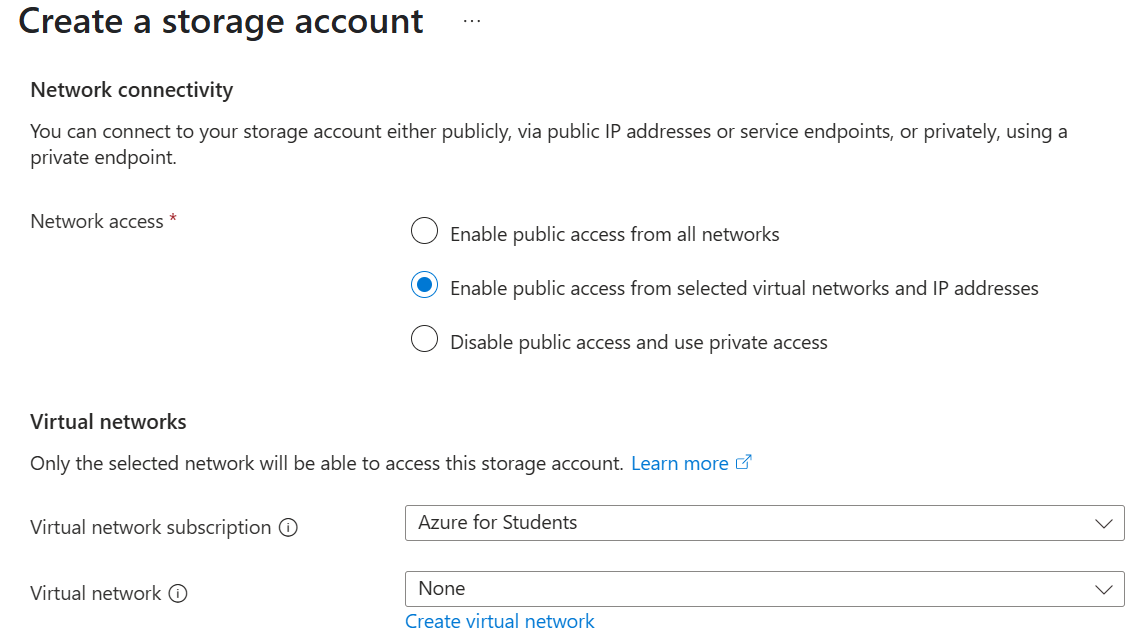 Create a storage account ...
Network connectivity
You can connect to your storage account either publicly, via public IP addresses or service endpoints, or privately, using a
private endpoint.
Network access *
Enable public access from all networks
Enable public access from selected virtual networks and IP addresses
Disable public access and use private access
Virtual networks
Only the selected network will be able to access this storage account. Learn more
Virtual network subscription
Azure for Students
Virtual network
None
Create virtual network